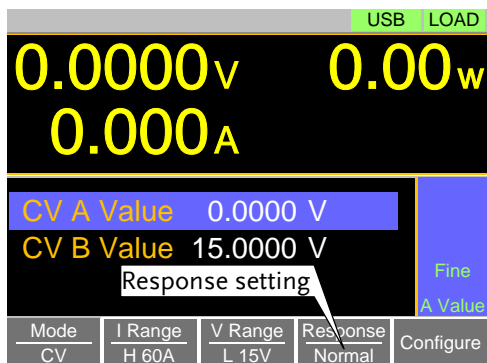 USB LOAD
0.0000V 0.00W
0.000A
CV A Value 0.0000 V
CV B Value 15.0000 V
Response setting
Fine
A Value
Mode I Range V Range Response Configure
CV H 60A L 15V Normal